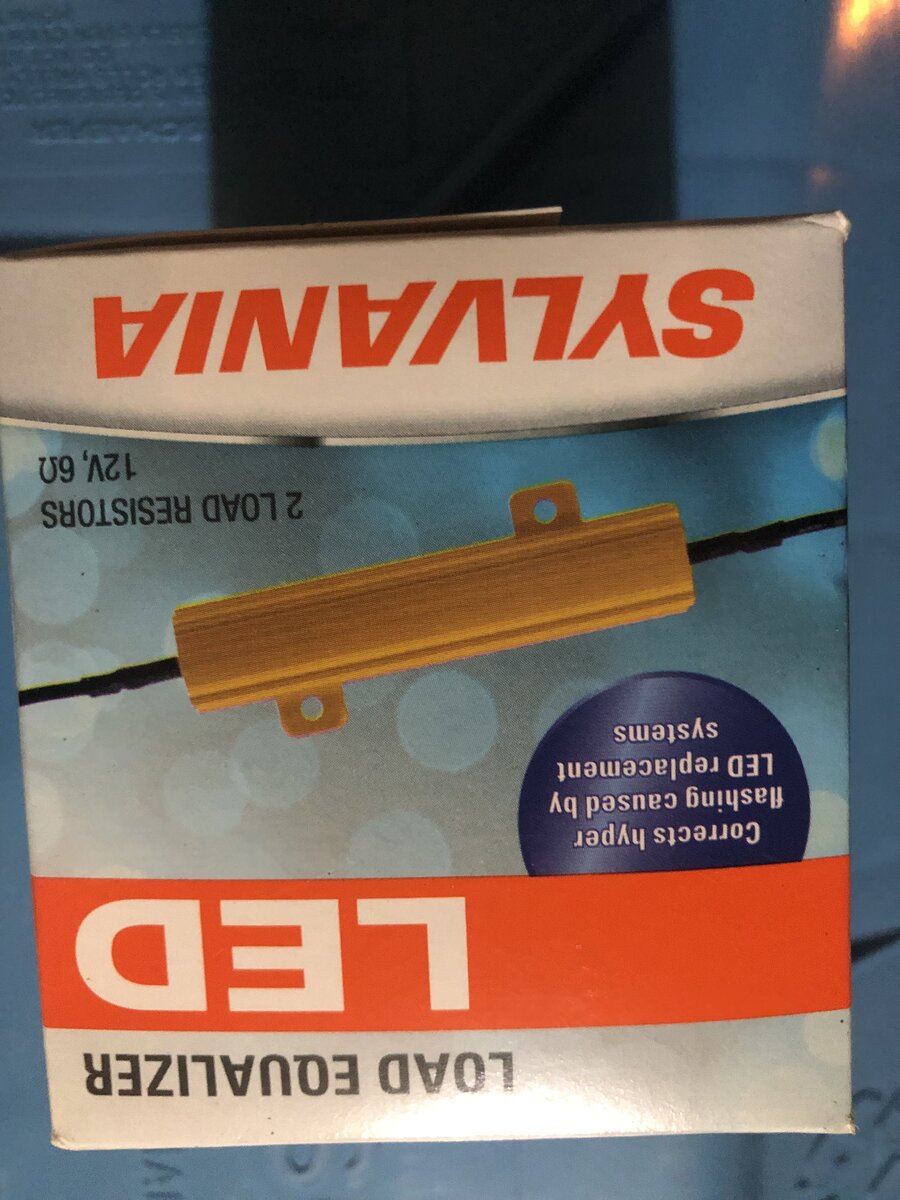 LOAD EQUALIZER
LED
Corrects hyper
flashing caused by
LED replacement
systems
2 LOAD RESISTORS
12V, 6Ω
SYLVANIA